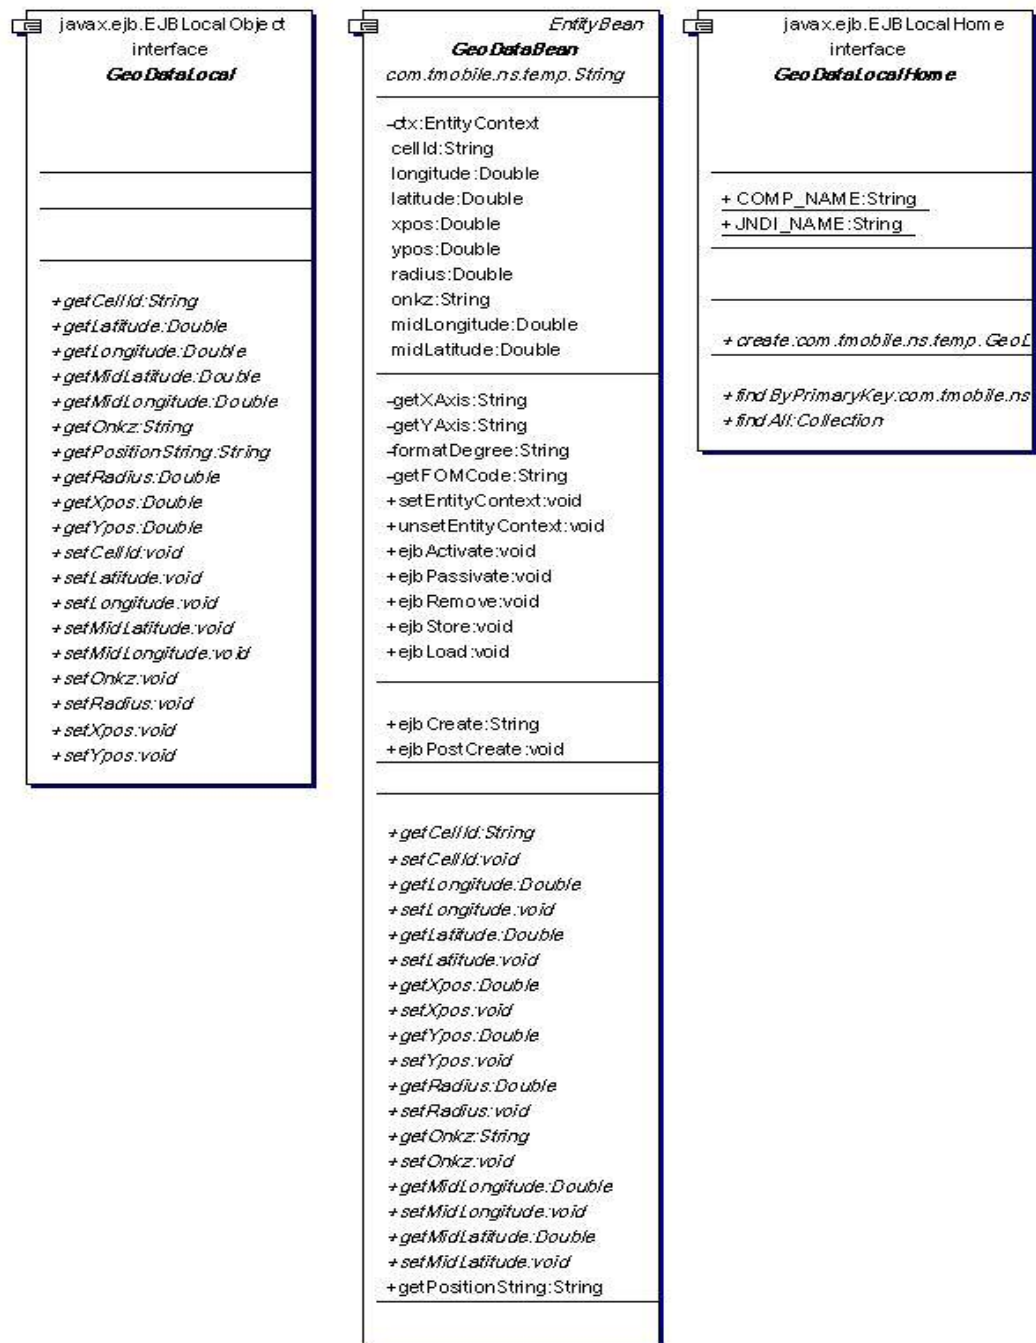 javax.ejb.EJBLocalObject
interface
GeoDataLocal
+getCellId:String
+getLatitude:Double
+getLongitude:Double
+getMidLatitude:Double
+getMidLongitude:Double
+getOnkz:String
+getPositionString:String
+getRadius:Double
+getXpos:Double
+getYpos:Double
+setCellId:void
+setLatitude:void
+setLongitude:void
+setMidLatitude:void
+setMidLongitude:void
+setOnkz:void
+setRadius:void
+setXpos:void
+setYpos:void
EntityBean
GeoDataBean
com.tmobile.ns.temp.String
-ctx:EntityContext
cellId:String
longitude:Double
latitude:Double
xpos:Double
ypos:Double
radius:Double
onkz:String
midLongitude:Double
midLatitude:Double
-getXAxis:String
-getYAxis:String
-formatDegree:String
-getFOMCode:String
+setEntityContext:void
+unsetEntityContext:void
+ejbActivate:void
+ejbPassivate:void
+ejbRemove:void
+ejbStore:void
+ejbLoad:void
+ejbCreate:String
+ejbPostCreate:void
+getCellId:String
+setCellId:void
+getLongitude:Double
+setLongitude:void
+getLatitude:Double
+setLatitude:void
+getXpos:Double
+setXpos:void
+getYpos:Double
+setYpos:void
+getRadius:Double
+setRadius:void
+getOnkz:String
+setOnkz:void
+getMidLongitude:Double
+setMidLongitude:void
+getMidLatitude:Double
+setMidLatitude:void
+getPositionString:String
javax.ejb.EJBLocalHome
interface
GeoDataLocalHome
+COMP_NAME:String
+JNDI_NAME:String
+create:com.tmobile.ns.temp.GeoL
+findByPrimaryKey:com.tmobile.ns
+findAll:Collection